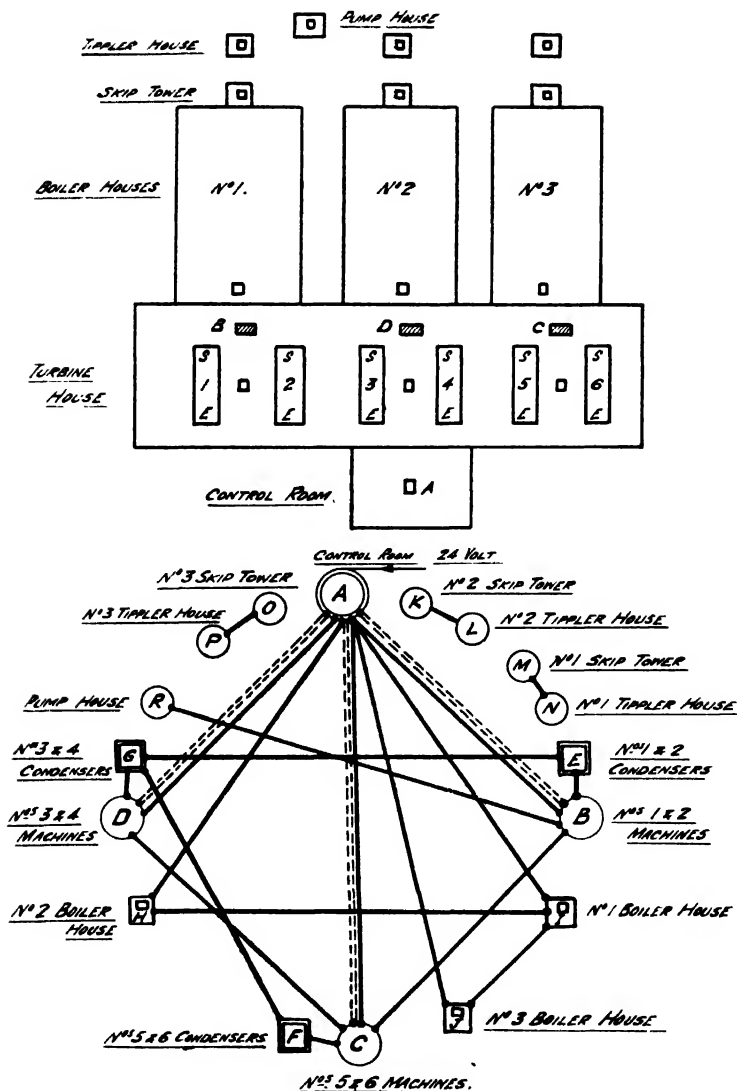 PUMP HOUSE
TIPPLER HOUSE
SKIP TOWER
BOILER HOUSES
Nº1.
Nº2
Nº3
B
D
C
S
S
S
S
S
S
TURBINE
HOUSE
1
2
3
4
5
6
E
E
E
E
E
E
CONTROL ROOM.
A
CONTROL ROOM 24 VOLT
Nº3 SKIP TOWER
A
Nº2 SKIP TOWER
K
O
Nº3 TIPPLER HOUSE
P
L
Nº2 TIPPLER HOUSE
M
Nº1 SKIP TOWER
PUMP HOUSE
R
N
Nº1 TIPPLER HOUSE
Nº3 & 4
CONDENSERS
G
E
Nºs 1 & 2
CONDENSERS
Nºs 3 & 4
MACHINES
D
B
Nºs 1 & 2
MACHINES
Nº2 BOILER
HOUSE
H
Nº1 BOILER HOUSE
J
Nº3 BOILER HOUSE
Nºs 5 & 6 CONDENSERS
F
C
Nºs 5 & 6 MACHINES.